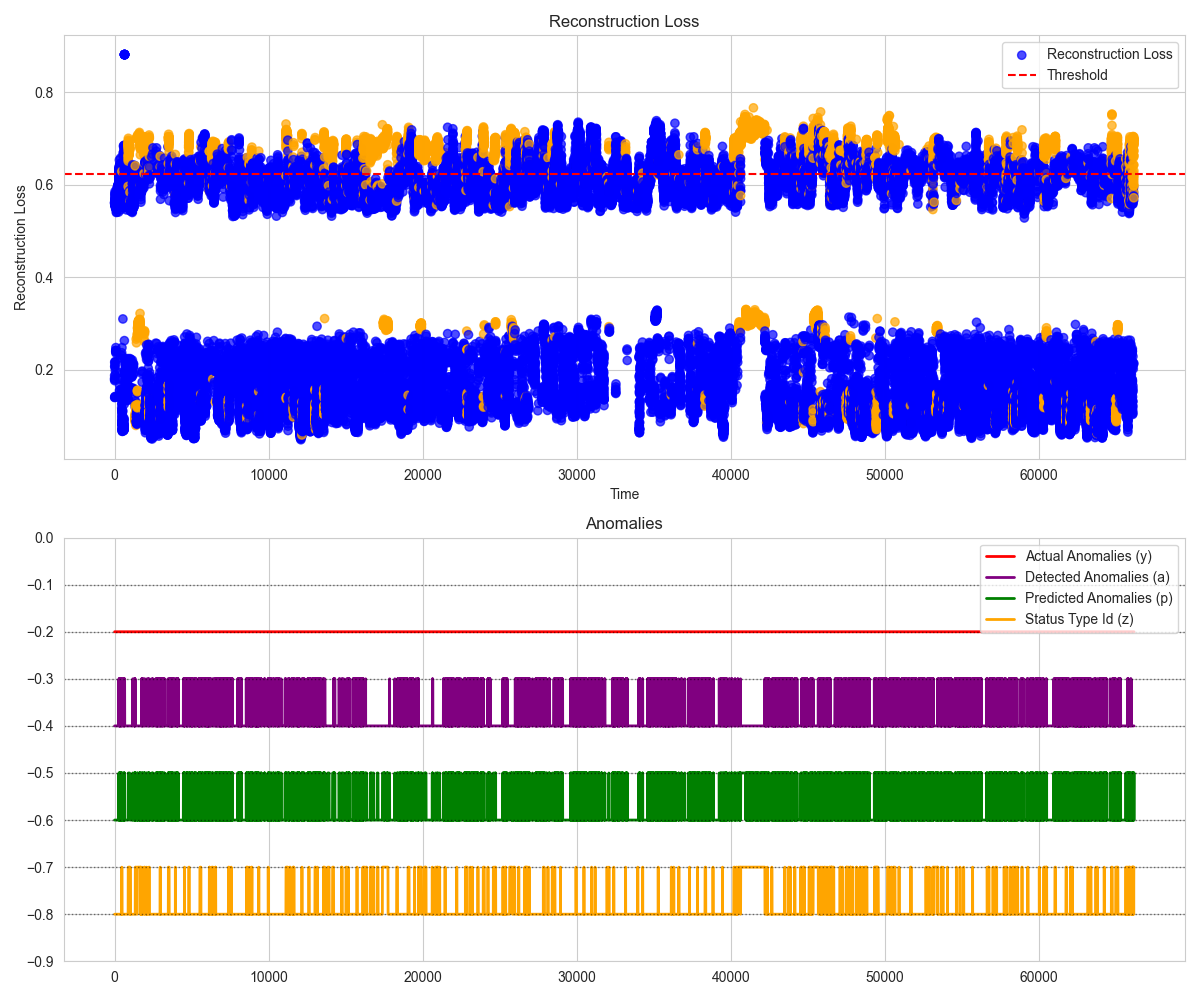 Reconstruction Loss
Reconstruction Loss
0.8
0.6
0.4
0.2
Reconstruction Loss
Threshold
0 10000 20000 30000 40000 50000 60000
Time
Anomalies
0.0
−0.1
−0.2
−0.3
−0.4
−0.5
−0.6
−0.7
−0.8
−0.9
Actual Anomalies (y)
Detected Anomalies (a)
Predicted Anomalies (p)
Status Type Id (z)
0 10000 20000 30000 40000 50000 60000